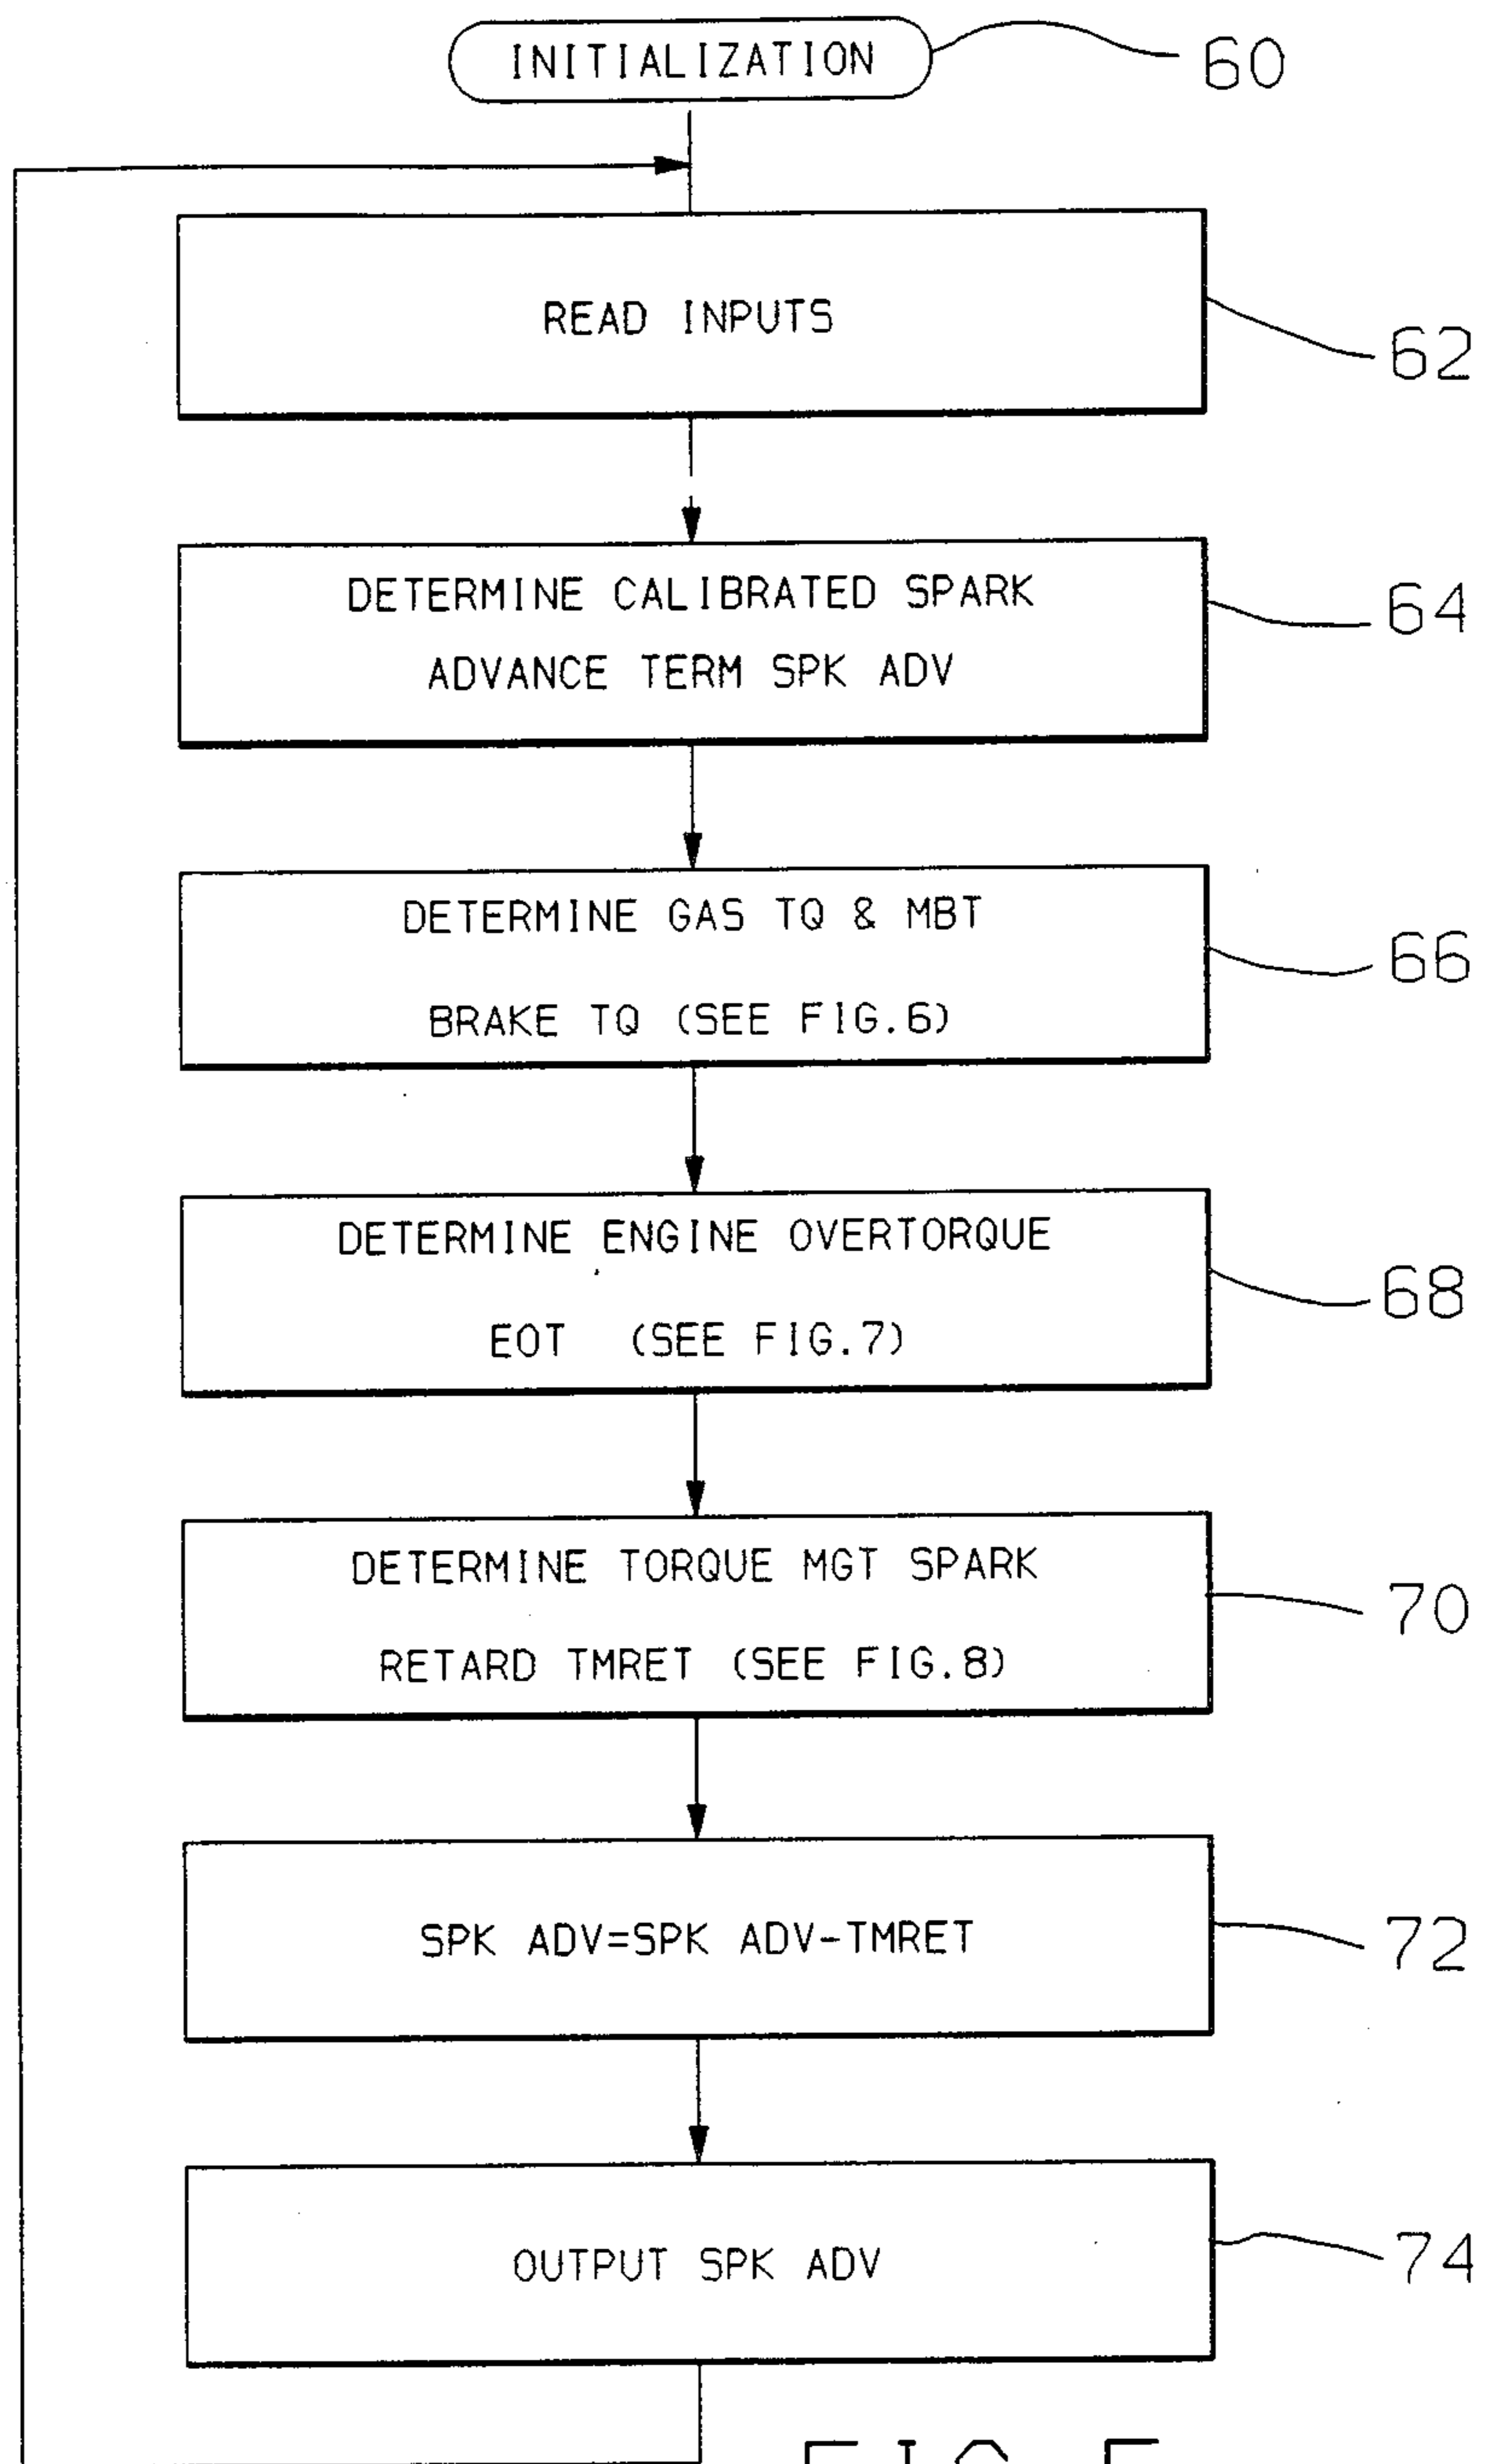 INITIALIZATION
60
READ INPUTS
62
DETERMINE CALIBRATED SPARK
ADVANCE TERM SPK ADV
64
DETERMINE GAS TQ & MBT
BRAKE TQ (SEE FIG.6)
66
DETERMINE ENGINE OVERTORQUE
EOT (SEE FIG.7)
68
DETERMINE TORQUE MGT SPARK
RETARD TMRET (SEE FIG.8)
70
SPK ADV=SPK ADV-TMRET
72
OUTPUT SPK ADV
74